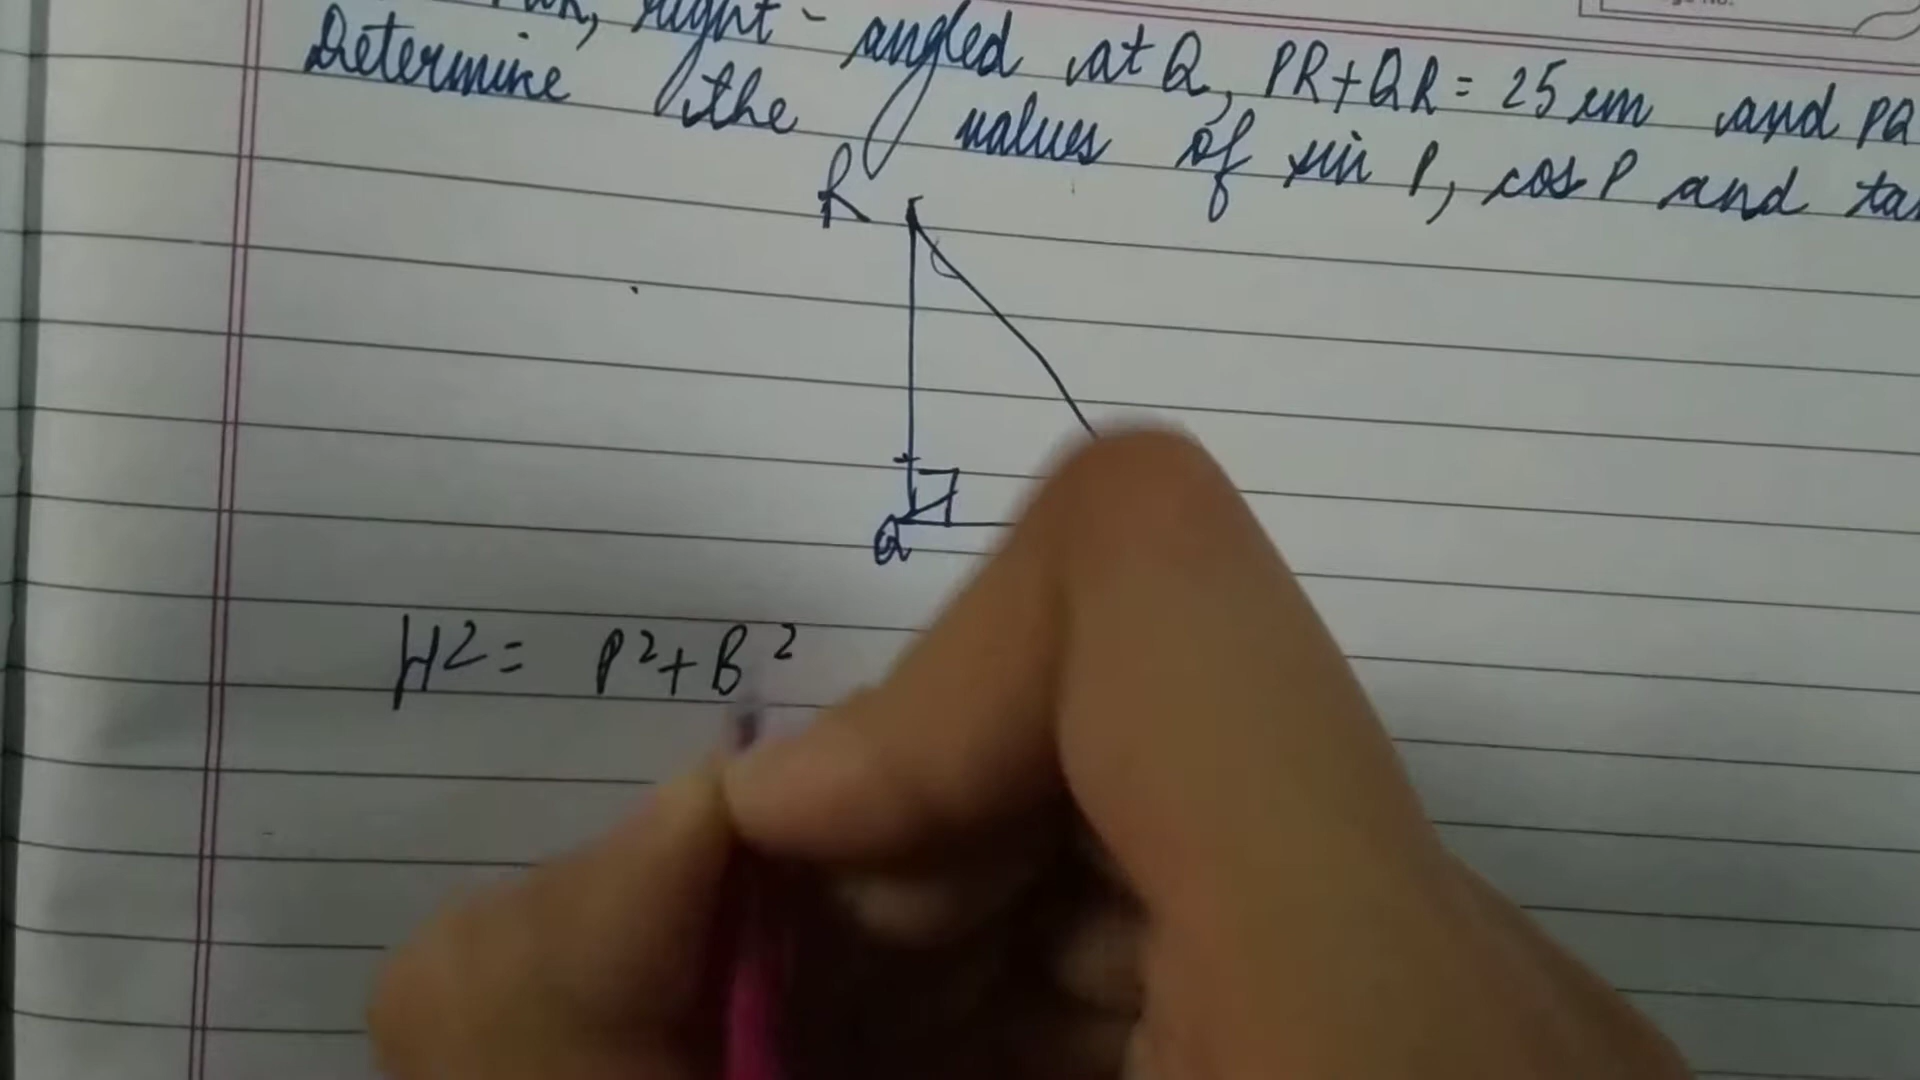 right - angled at Q, PR+QR = 25 cm and PQ
Determine the values of sin P, cos P and ta
R
Q
H2 = P2+B2